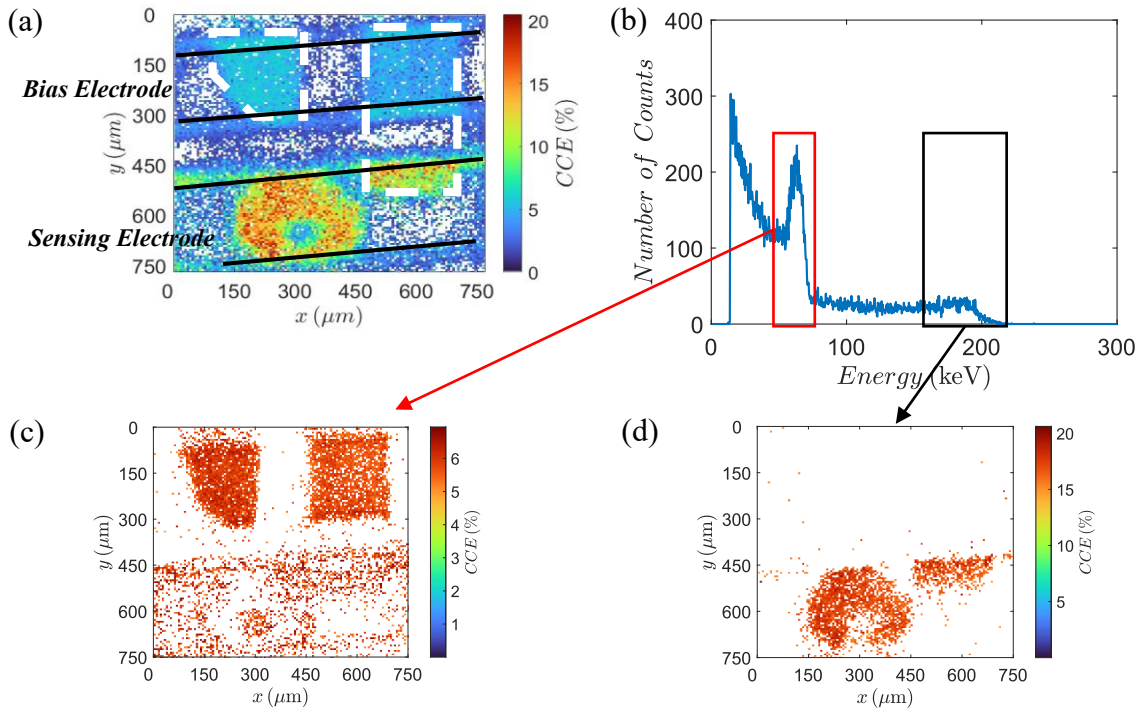 (a)
0
150
300
450
600
750
y (μm)
Bias Electrode
Sensing Electrode
0 150 300 450 600 750
x (μm)
20
15
10
5
0
CCE (%)
(b)
400
300
200
100
0
Number of Counts
0 100 200 300
Energy (keV)
(c)
0
150
300
450
600
750
y (μm)
0 150 300 450 600 750
x (μm)
6
5
4
3
2
1
CCE (%)
(d)
0
150
300
450
600
750
y (μm)
0 150 300 450 600 750
x (μm)
20
15
10
5
CCE (%)